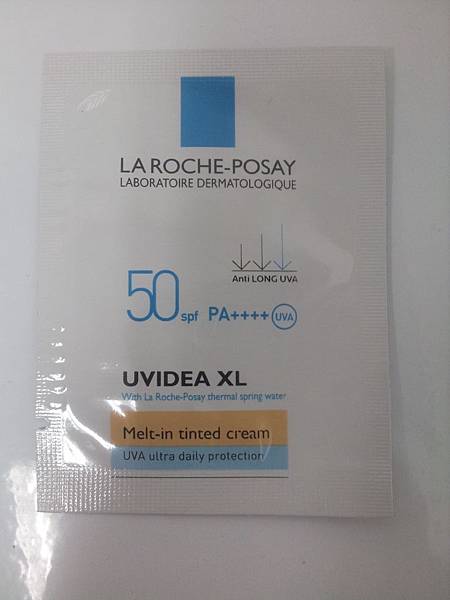 LA ROCHE-POSAY
LABORATOIRE DERMATOLOGIQUE
Anti LONG UVA
50 spf PA++++ UVA
UVIDEA XL
With La Roche-Posay thermal spring water
Melt-in tinted cream
UVA ultra daily protection